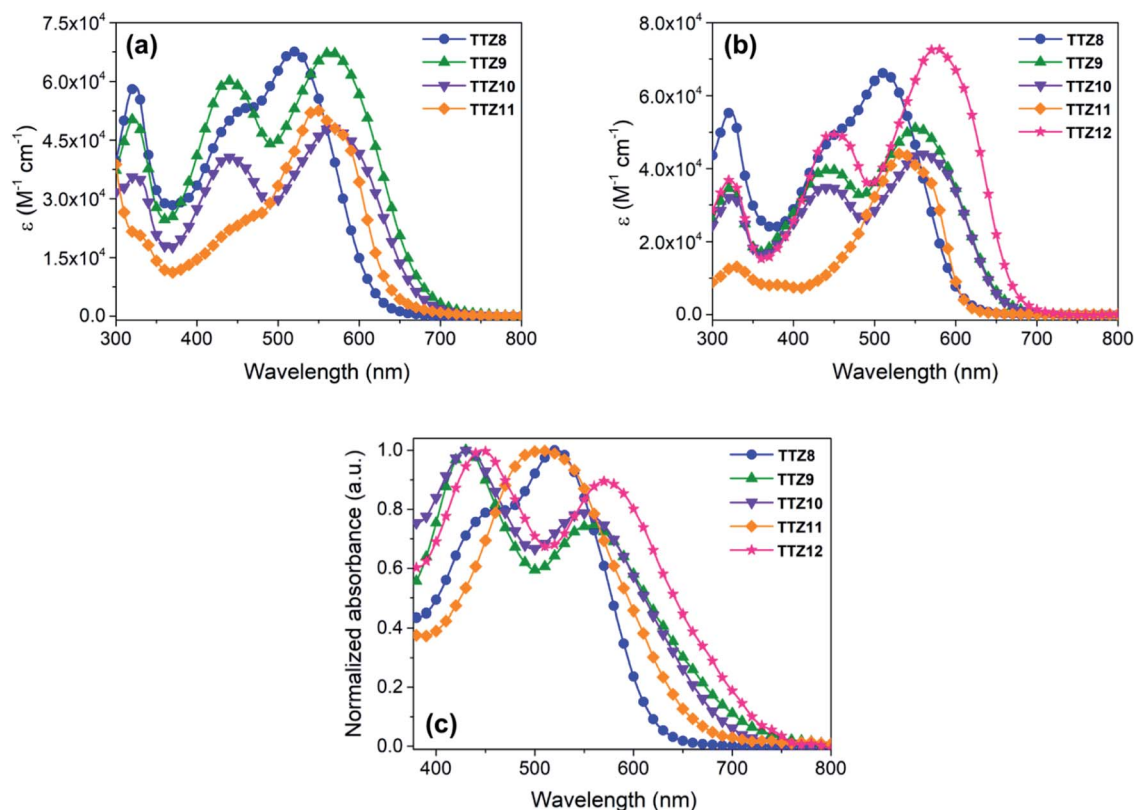 (a)
TTZ8
TTZ9
TTZ10
TTZ11
7.5x10⁴
6.0x10⁴
4.5x10⁴
3.0x10⁴
1.5x10⁴
0.0
ε (M⁻¹ cm⁻¹)
300 400 500 600 700 800
Wavelength (nm)
(b)
TTZ8
TTZ9
TTZ10
TTZ11
TTZ12
8.0x10⁴
6.0x10⁴
4.0x10⁴
2.0x10⁴
0.0
ε (M⁻¹ cm⁻¹)
300 400 500 600 700 800
Wavelength (nm)
TTZ8
TTZ9
TTZ10
TTZ11
TTZ12
1.0
0.8
0.6
0.4
0.2
0.0
Normalized absorbance (a.u.)
(c)
400 500 600 700 800
Wavelength (nm)